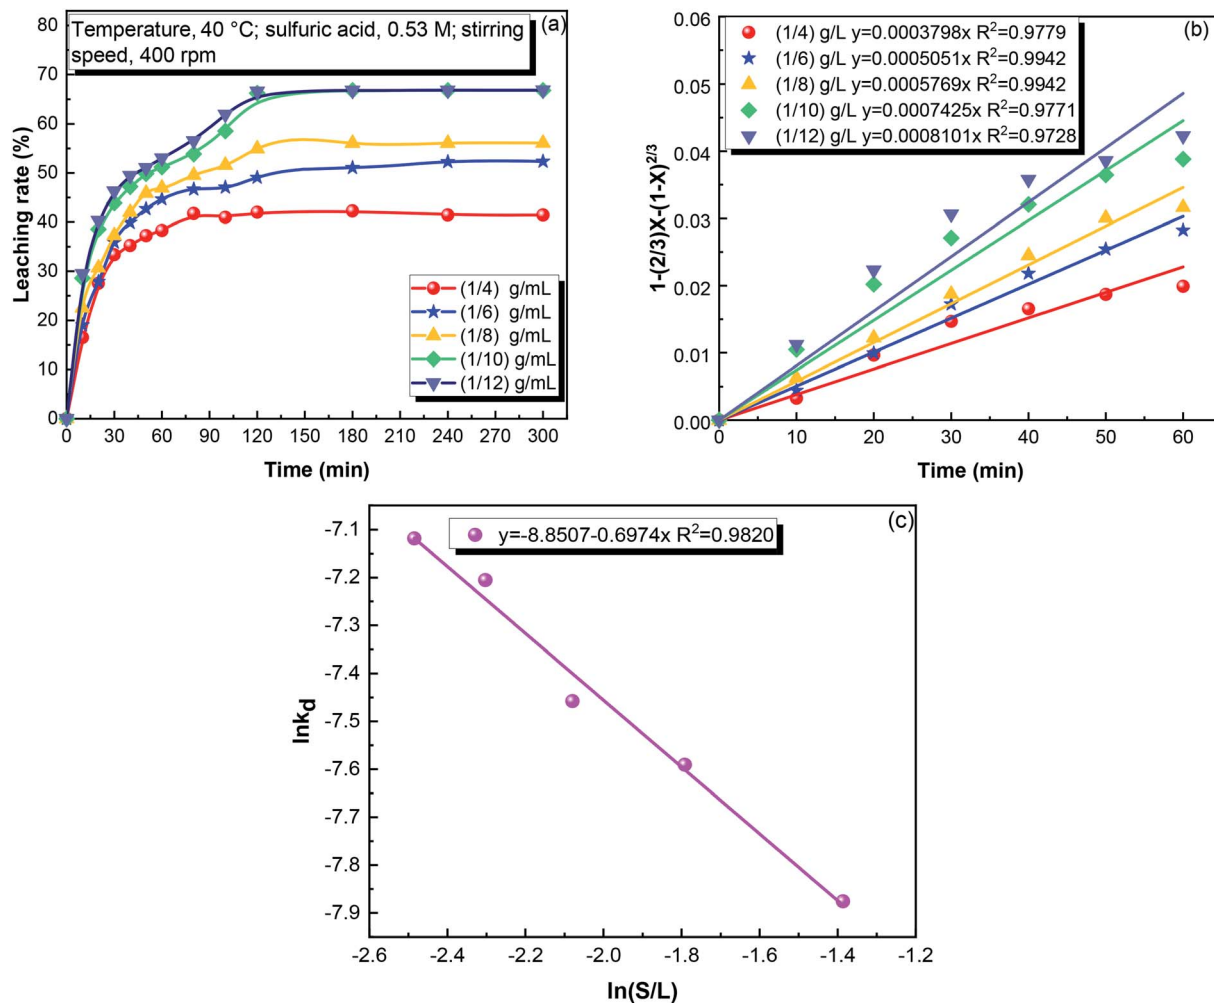 Temperature, 40 °C; sulfuric acid, 0.53 M; stirring
speed, 400 rpm
(a)
80
70
60
50
40
30
20
10
0
Leaching rate (%)
(1/4) g/mL
(1/6) g/mL
(1/8) g/mL
(1/10) g/mL
(1/12) g/mL
0 30 60 90 120 150 180 210 240 270 300
Time (min)
(1/4) g/L y=0.0003798x R²=0.9779
(1/6) g/L y=0.0005051x R²=0.9942
(1/8) g/L y=0.0005769x R²=0.9942
(1/10) g/L y=0.0007425x R²=0.9771
(1/12) g/L y=0.0008101x R²=0.9728
(b)
0.06
0.05
0.04
0.03
0.02
0.01
0.00
1-(2/3)X-(1-X)^2/3
0 10 20 30 40 50 60
Time (min)
y=-8.8507-0.6974x R²=0.9820
(c)
-7.1
-7.2
-7.3
-7.4
-7.5
-7.6
-7.7
-7.8
-7.9
lnkd
-2.6 -2.4 -2.2 -2.0 -1.8 -1.6 -1.4 -1.2
ln(S/L)